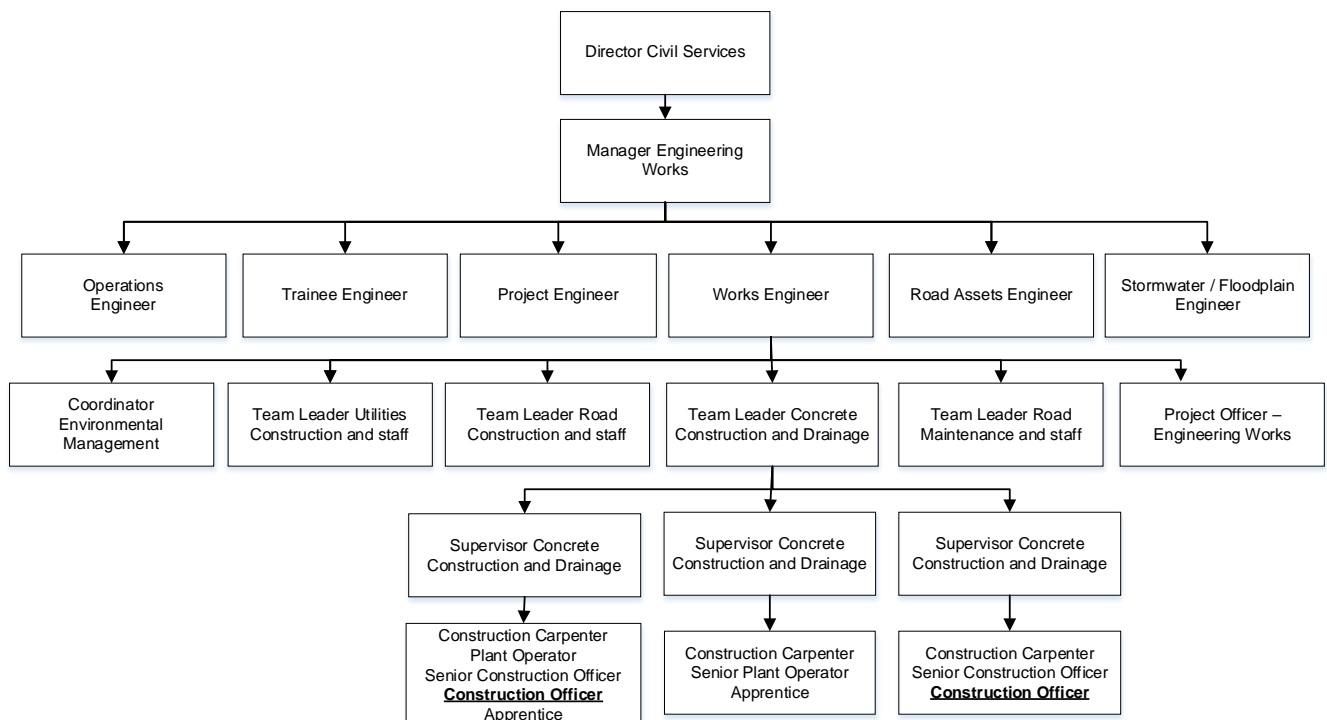 Director Civil Services
Manager Engineering
Works
Operations
Engineer
Trainee Engineer
Project Engineer
Works Engineer
Road Assets Engineer
Stormwater / Floodplain
Engineer
Coordinator
Environmental
Management
Team Leader Utilities
Construction and staff
Team Leader Road
Construction and staff
Team Leader Concrete
Construction and Drainage
Team Leader Road
Maintenance and staff
Project Officer –
Engineering Works
Supervisor Concrete
Construction and Drainage
Supervisor Concrete
Construction and Drainage
Supervisor Concrete
Construction and Drainage
Construction Carpenter
Plant Operator
Senior Construction Officer
Construction Officer
Apprentice
Construction Carpenter
Senior Plant Operator
Apprentice
Construction Carpenter
Senior Construction Officer
Construction Officer